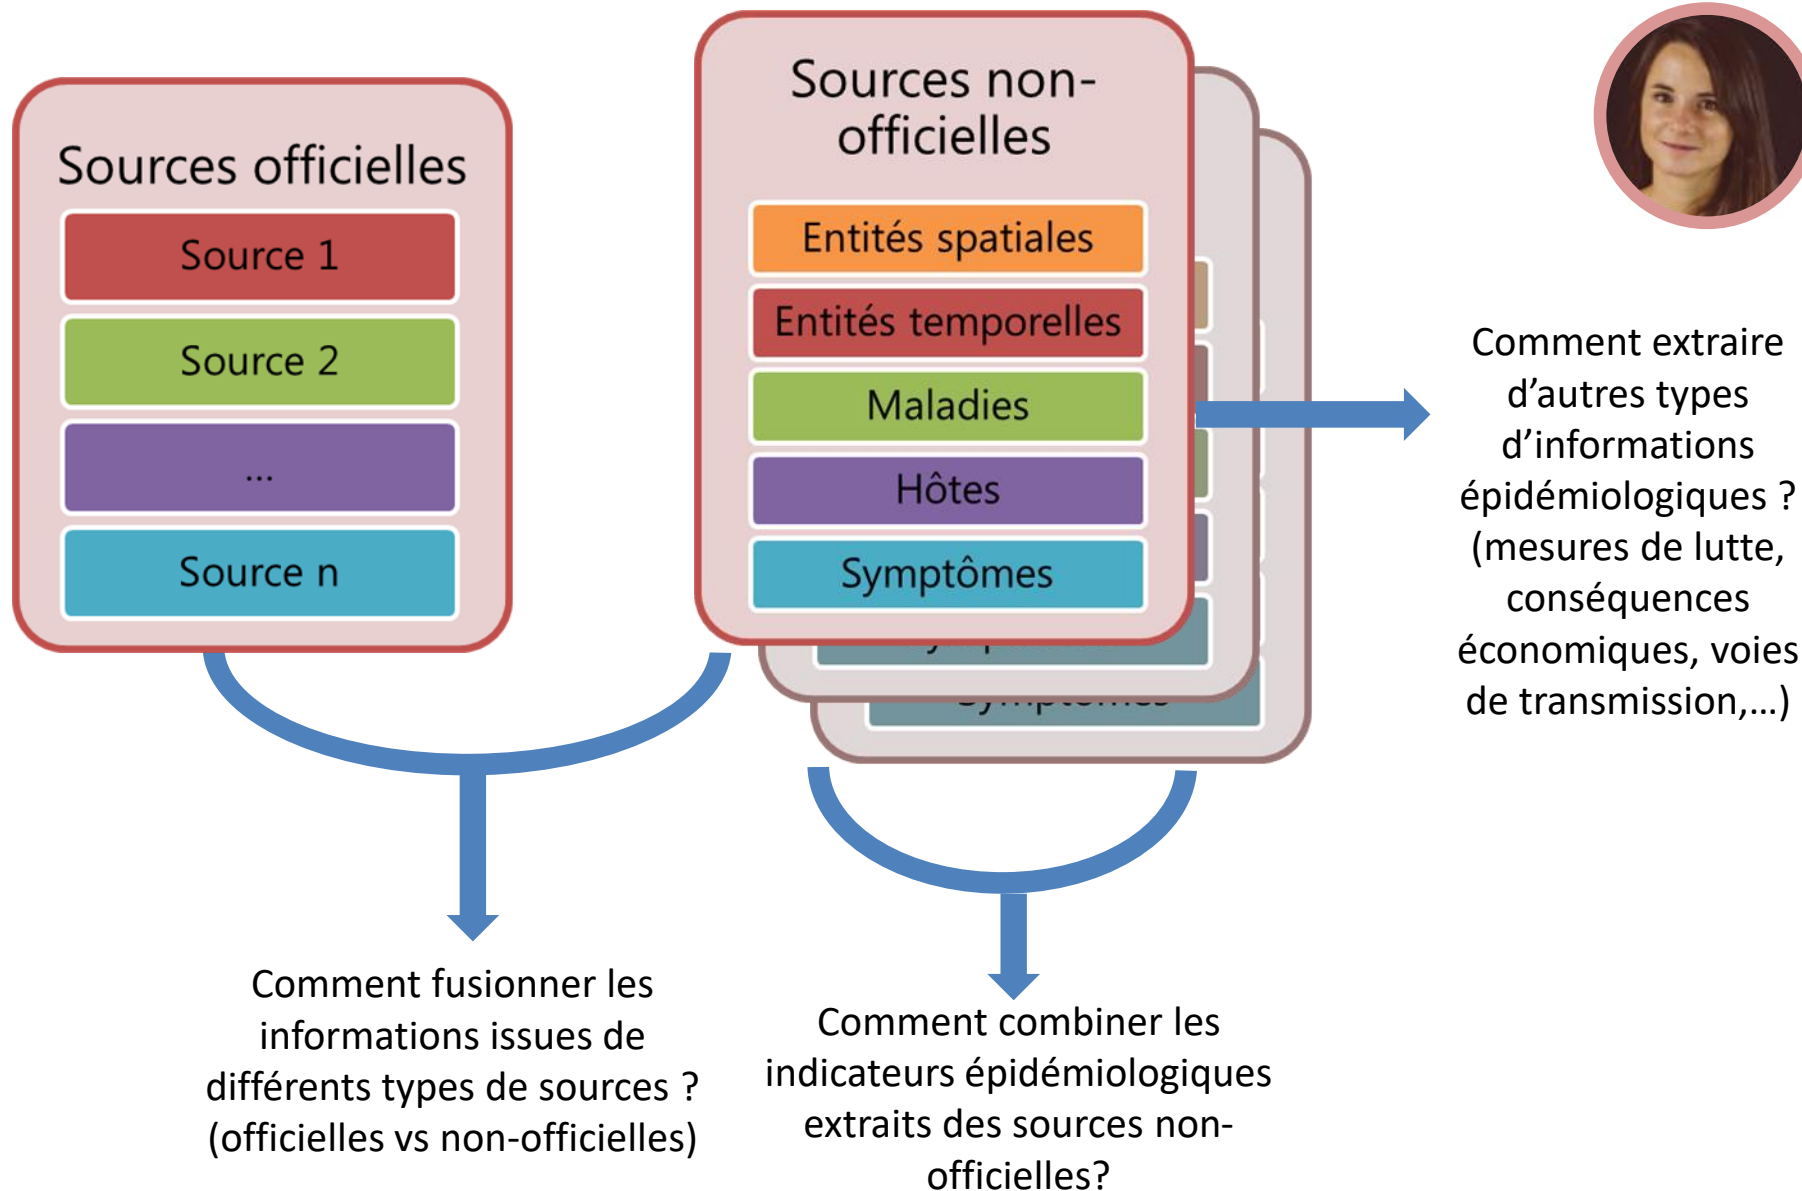 Sources officielles
Source 1
Source 2
...
Source n
Sources non-
officielles
Entités spatiales
Entités temporelles
Maladies
Hôtes
Symptômes
Symptômes
Comment extraire
d’autres types
d’informations
épidémiologiques ?
(mesures de lutte,
conséquences
économiques, voies
de transmission,…)
Comment fusionner les
informations issues de
différents types de sources ?
(officielles vs non-officielles)
Comment combiner les
indicateurs épidémiologiques
extraits des sources non-
officielles?